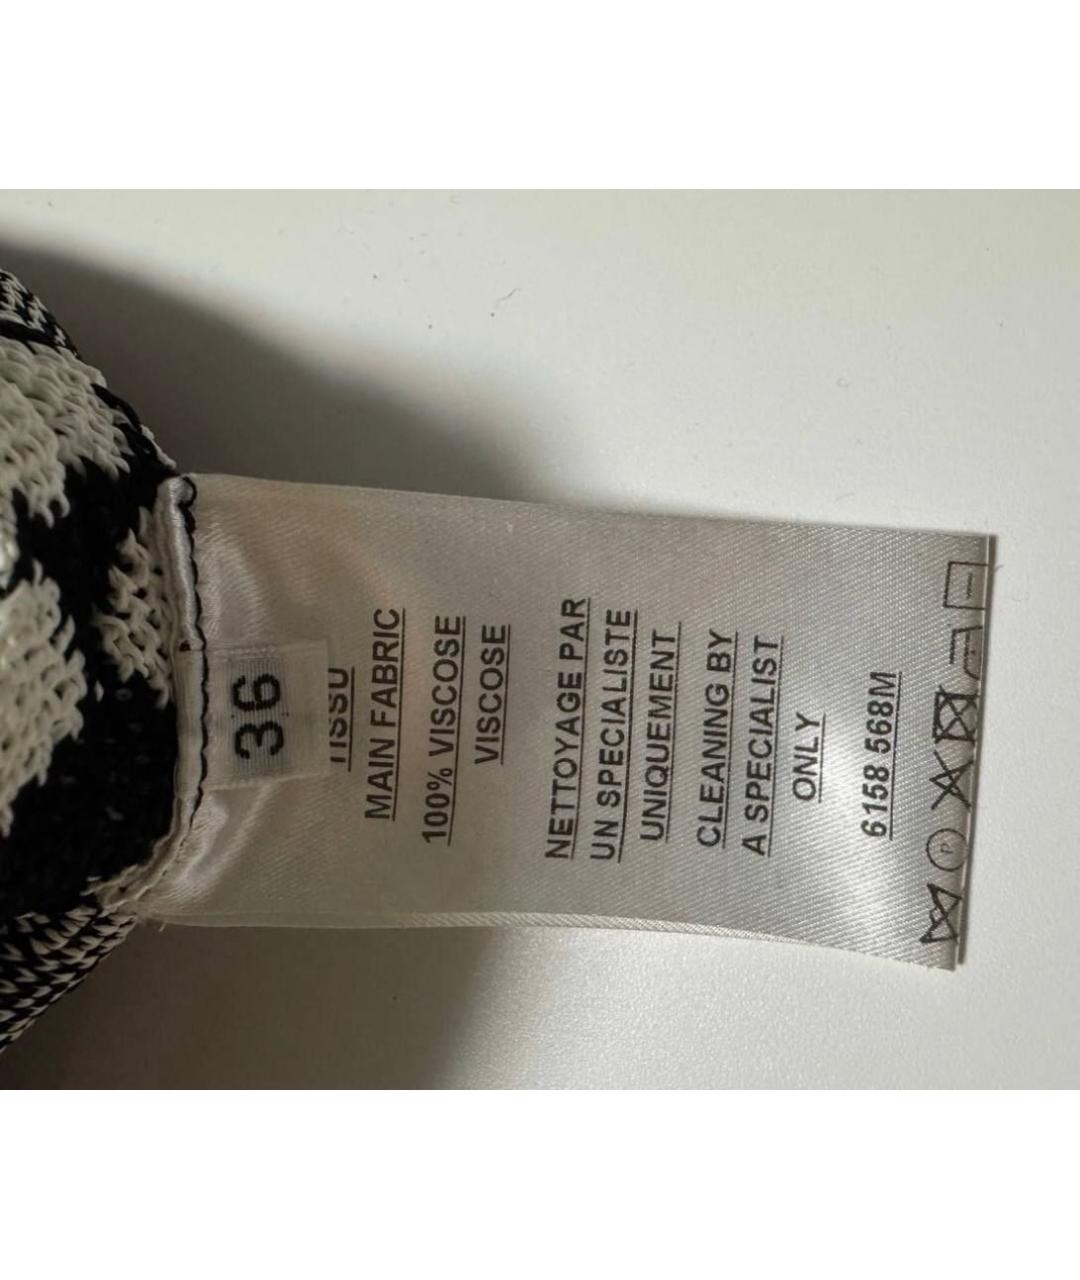 36
TISSU
MAIN FABRIC
100% VISCOSE
VISCOSE
NETTOYAGE PAR
UN SPECIALISTE
UNIQUEMENT
CLEANING BY
A SPECIALIST
ONLY
6158 568M
P